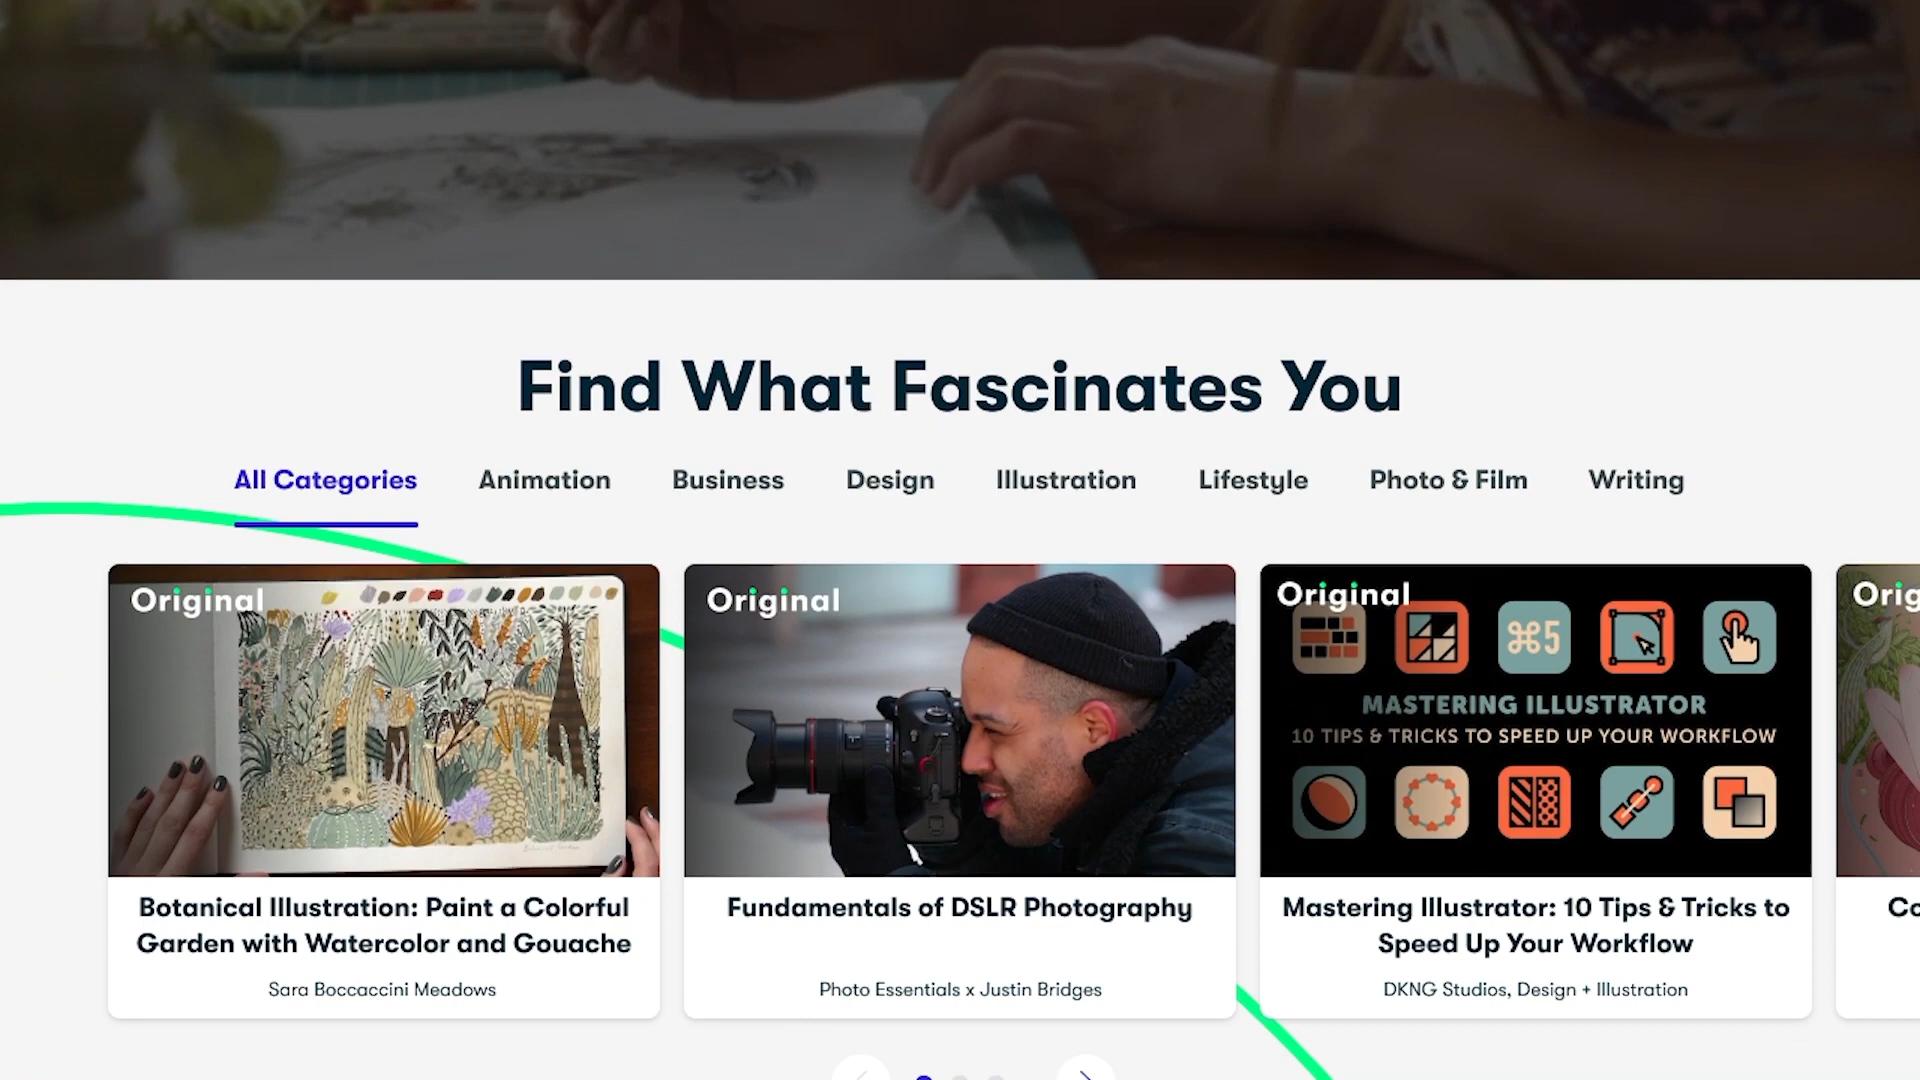 Find What Fascinates You
All Categories Animation Business Design Illustration Lifestyle Photo & Film Writing
Original
Botanical Illustration: Paint a Colorful
Garden with Watercolor and Gouache
Sara Boccaccini Meadows
Original
Fundamentals of DSLR Photography
Photo Essentials x Justin Bridges
Original
⌘5
MASTERING ILLUSTRATOR
10 TIPS & TRICKS TO SPEED UP YOUR WORKFLOW
Mastering Illustrator: 10 Tips & Tricks to
Speed Up Your Workflow
DKNG Studios, Design + Illustration
Orig
Co